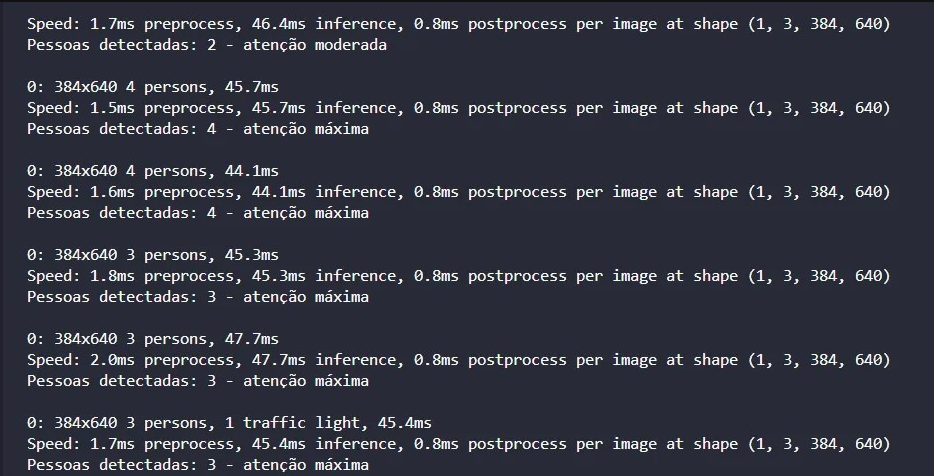 Speed: 1.7ms preprocess, 46.4ms inference, 0.8ms postprocess per image at shape (1, 3, 384, 640)
Pessoas detectadas: 2 - atenção moderada
0: 384x640 4 persons, 45.7ms
Speed: 1.5ms preprocess, 45.7ms inference, 0.8ms postprocess per image at shape (1, 3, 384, 640)
Pessoas detectadas: 4 - atenção máxima
0: 384x640 4 persons, 44.1ms
Speed: 1.6ms preprocess, 44.1ms inference, 0.8ms postprocess per image at shape (1, 3, 384, 640)
Pessoas detectadas: 4 - atenção máxima
0: 384x640 3 persons, 45.3ms
Speed: 1.8ms preprocess, 45.3ms inference, 0.8ms postprocess per image at shape (1, 3, 384, 640)
Pessoas detectadas: 3 - atenção máxima
0: 384x640 3 persons, 47.7ms
Speed: 2.0ms preprocess, 47.7ms inference, 0.8ms postprocess per image at shape (1, 3, 384, 640)
Pessoas detectadas: 3 - atenção máxima
0: 384x640 3 persons, 1 traffic light, 45.4ms
Speed: 1.7ms preprocess, 45.4ms inference, 0.8ms postprocess per image at shape (1, 3, 384, 640)
Pessoas detectadas: 3 - atenção máxima